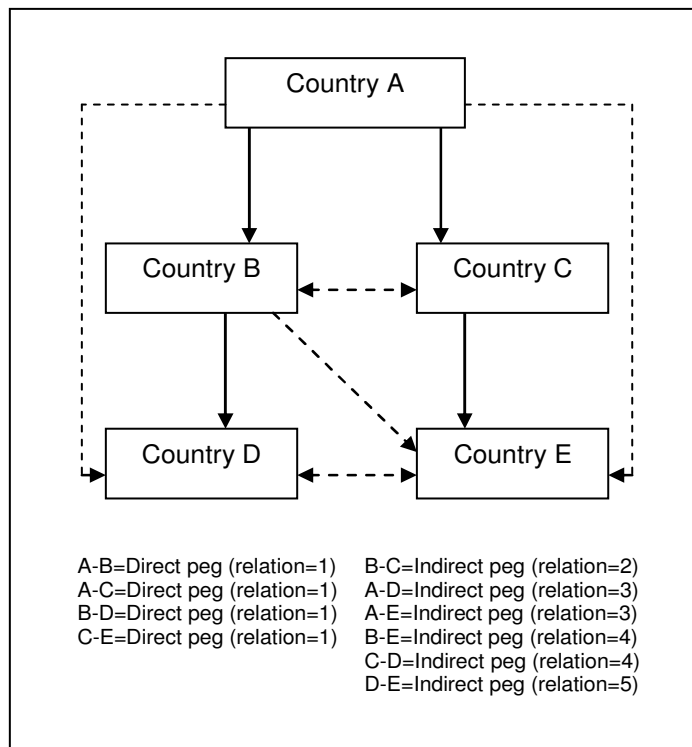 Country A
Country B
Country C
Country D
Country E
A-B=Direct peg (relation=1)
A-C=Direct peg (relation=1)
B-D=Direct peg (relation=1)
C-E=Direct peg (relation=1)
B-C=Indirect peg (relation=2)
A-D=Indirect peg (relation=3)
A-E=Indirect peg (relation=3)
B-E=Indirect peg (relation=4)
C-D=Indirect peg (relation=4)
D-E=Indirect peg (relation=5)